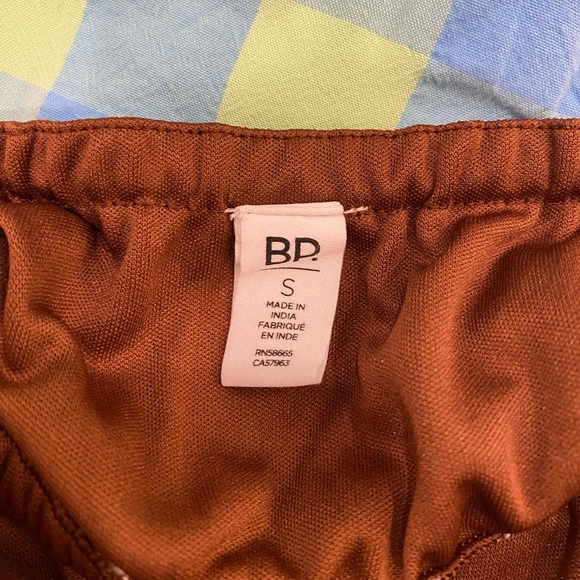 BP.
S
MADE IN
INDIA
FABRIQUÉ
EN INDE
RN58665
CA57963